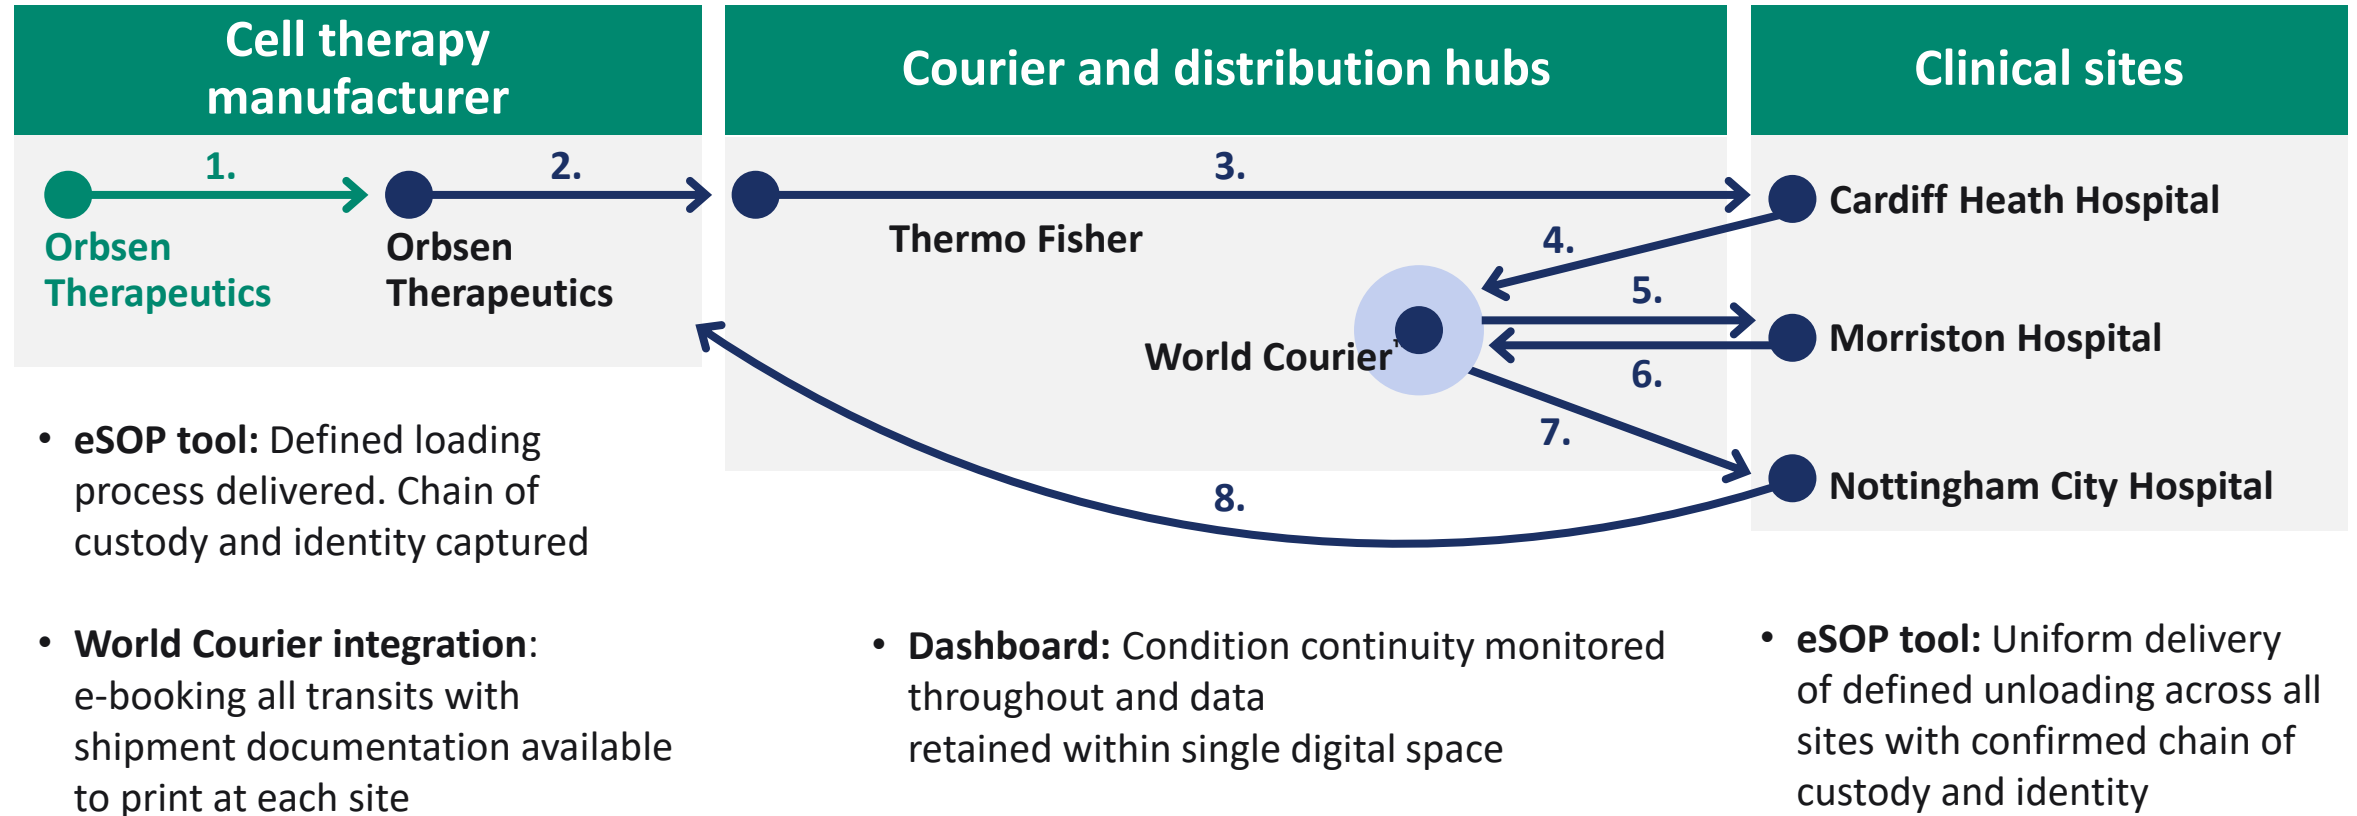 Cell therapy
manufacturer
Courier and distribution hubs
Clinical sites
1.
2.
3.
Orbsen
Therapeutics
Orbsen
Therapeutics
Thermo Fisher
Cardiff Heath Hospital
4.
5.
World Courier
Morriston Hospital
6.
7.
Nottingham City Hospital
8.
• eSOP tool: Defined loading
process delivered. Chain of
custody and identity captured
• World Courier integration:
e-booking all transits with
shipment documentation available
to print at each site
• Dashboard: Condition continuity monitored
throughout and data
retained within single digital space
• eSOP tool: Uniform delivery
of defined unloading across all
sites with confirmed chain of
custody and identity